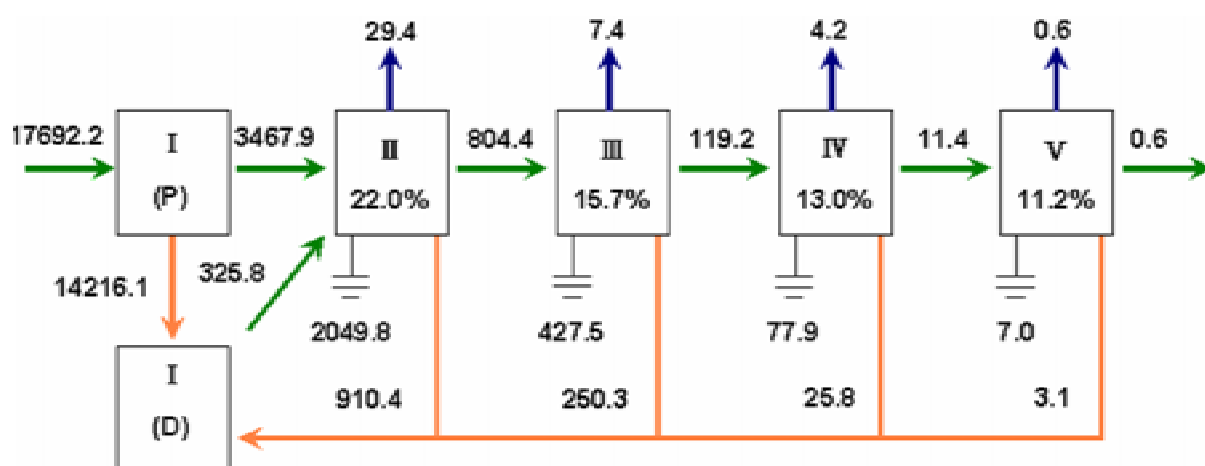 29.4 7.4 4.2 0.6
17692.2 I 3467.9 II 804.4 III 119.2 IV 11.4 V 0.6
(P) 22.0% 15.7% 13.0% 11.2%
14216.1 325.8
2049.8 427.5 77.9 7.0
I
910.4 250.3 25.8 3.1
(D)